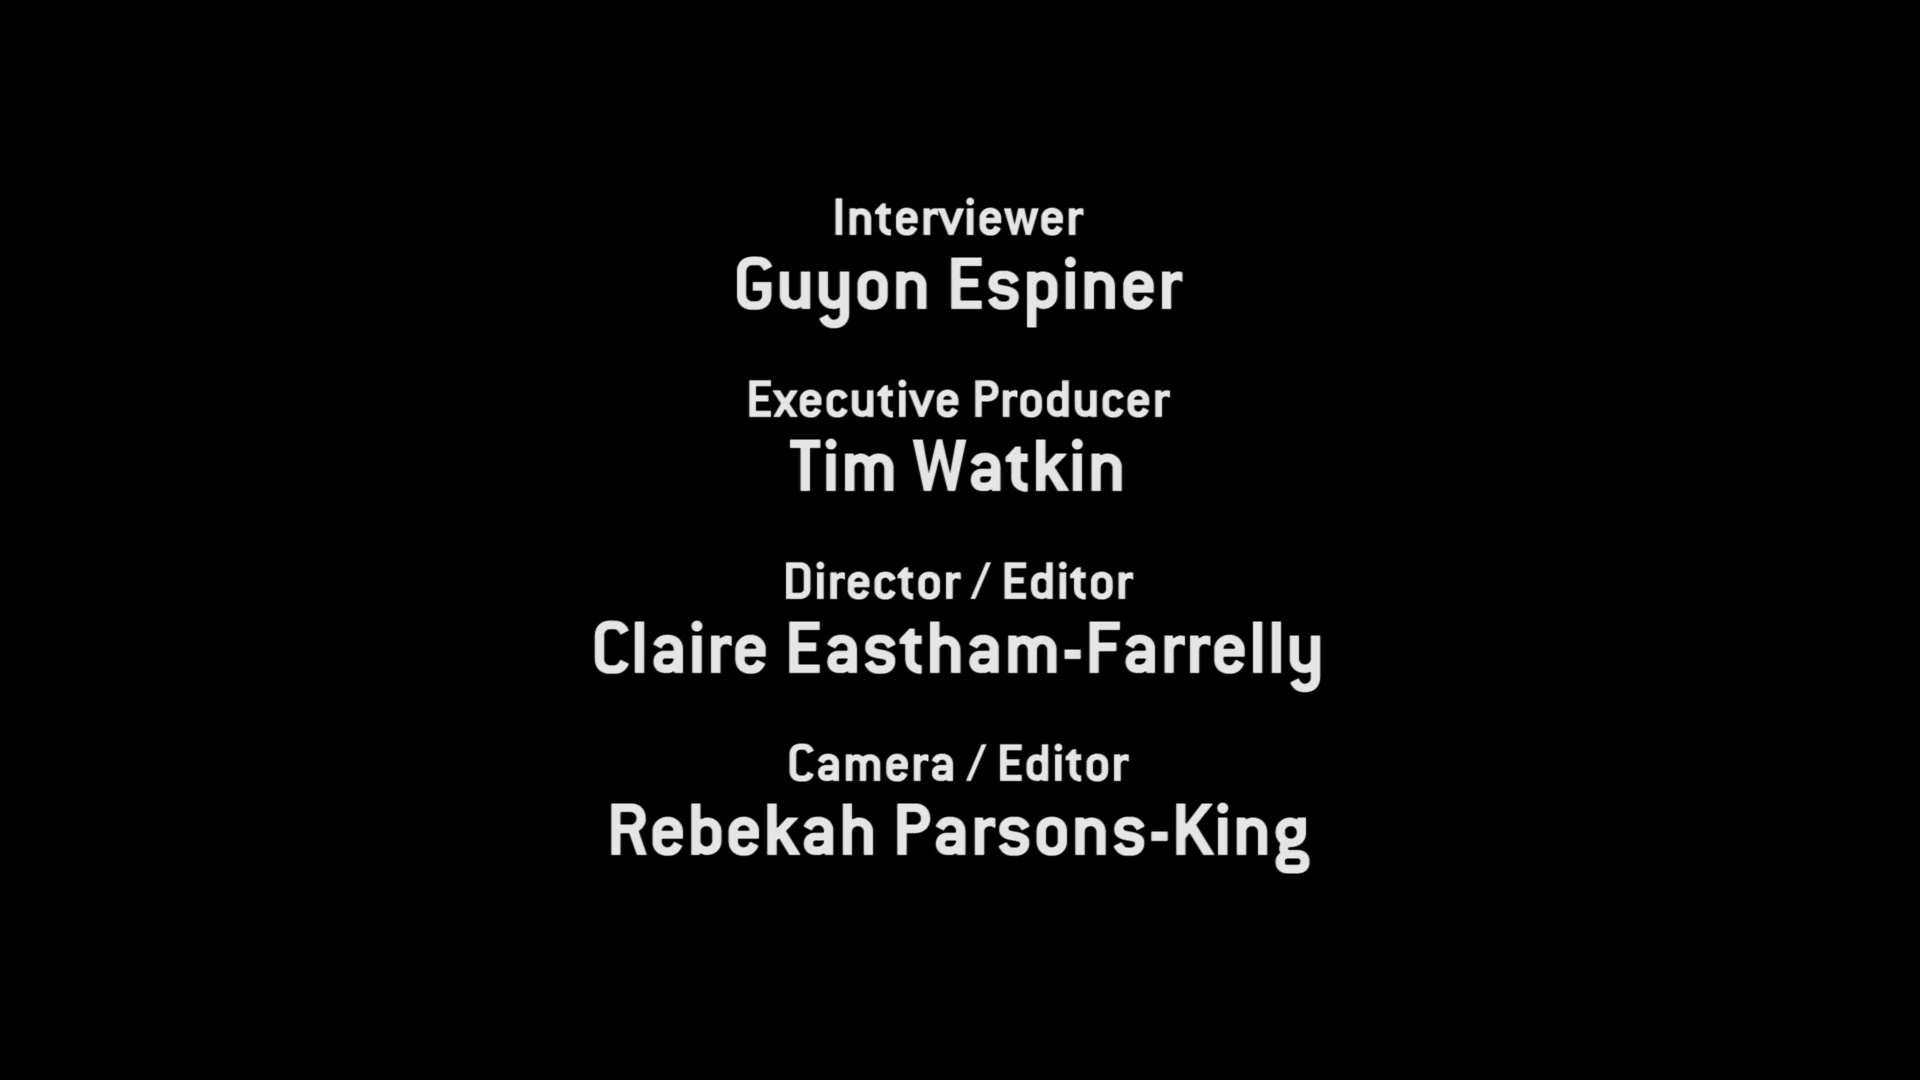 Interviewer
Guyon Espiner
Executive Producer
Tim Watkin
Director / Editor
Claire Eastham-Farrelly
Camera / Editor
Rebekah Parsons-King